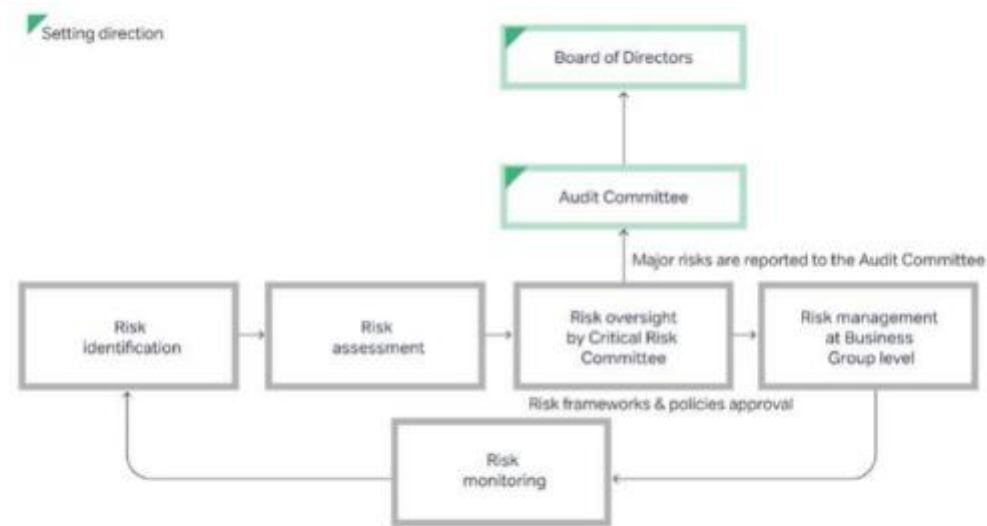 Setting direction
Board of Directors
Audit Committee
Major risks are reported to the Audit Committee
Risk
identification
Risk
assessment
Risk oversight
by Critical Risk
Committee
Risk management
at Business
Group level
Risk frameworks & policies approval
Risk
monitoring